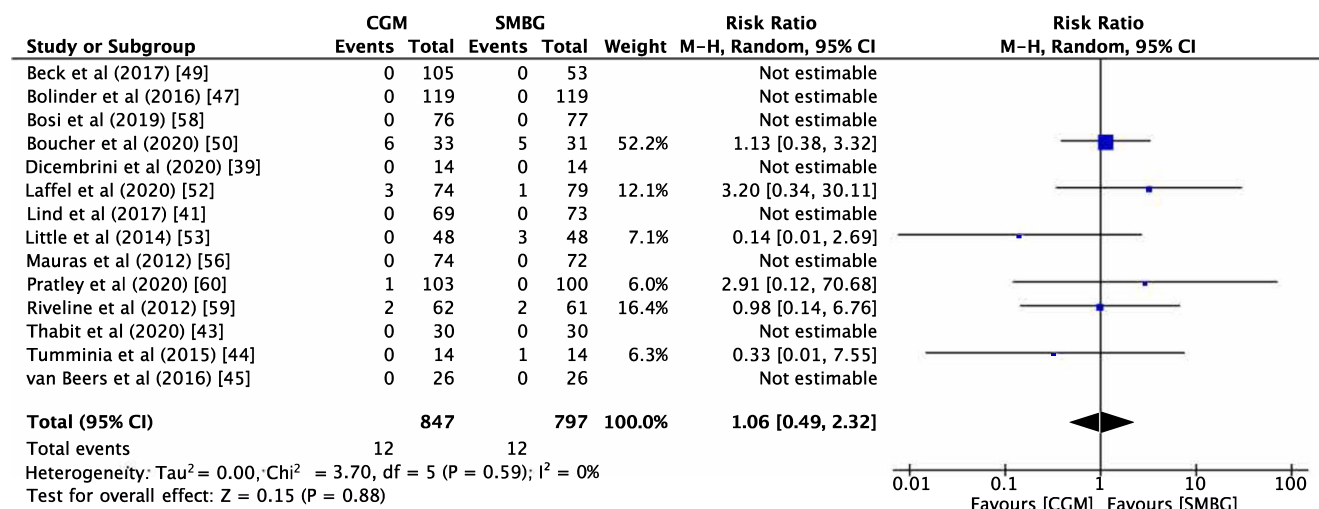 CGM SMBG Risk Ratio Risk Ratio
Study or Subgroup Events Total Events Total Weight M-H, Random, 95% CI M-H, Random, 95% CI
Beck et al (2017) [49] 0 105 0 53 Not estimable
Bolinder et al (2016) [47] 0 119 0 119 Not estimable
Bosi et al (2019) [58] 0 76 0 77 Not estimable
Boucher et al (2020) [50] 6 33 5 31 52.2% 1.13 [0.38, 3.32]
Dicembrini et al (2020) [39] 0 14 0 14 Not estimable
Laffel et al (2020) [52] 3 74 1 79 12.1% 3.20 [0.34, 30.11]
Lind et al (2017) [41] 0 69 0 73 Not estimable
Little et al (2014) [53] 0 48 3 48 7.1% 0.14 [0.01, 2.69]
Mauras et al (2012) [56] 0 74 0 72 Not estimable
Pratley et al (2020) [60] 1 103 0 100 6.0% 2.91 [0.12, 70.68]
Riveline et al (2012) [59] 2 62 2 61 16.4% 0.98 [0.14, 6.76]
Thabit et al (2020) [43] 0 30 0 30 Not estimable
Tumminia et al (2015) [44] 0 14 1 14 6.3% 0.33 [0.01, 7.55]
van Beers et al (2016) [45] 0 26 0 26 Not estimable
Total (95% CI) 847 797 100.0% 1.06 [0.49, 2.32]
Total events 12 12
Heterogeneity: Tau² = 0.00, Chi² = 3.70, df = 5 (P = 0.59); I² = 0%
Test for overall effect: Z = 0.15 (P = 0.88)
0.01 0.1 1 10 100
Favours [CGM] Favours [SMBG]